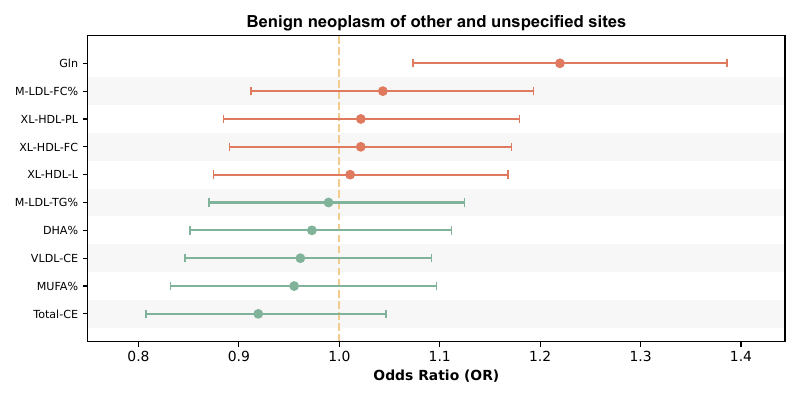 Benign neoplasm of other and unspecified sites
Gln
M-LDL-FC%
XL-HDL-PL
XL-HDL-FC
XL-HDL-L
M-LDL-TG%
DHA%
VLDL-CE
MUFA%
Total-CE
0.8 0.9 1.0 1.1 1.2 1.3 1.4
Odds Ratio (OR)